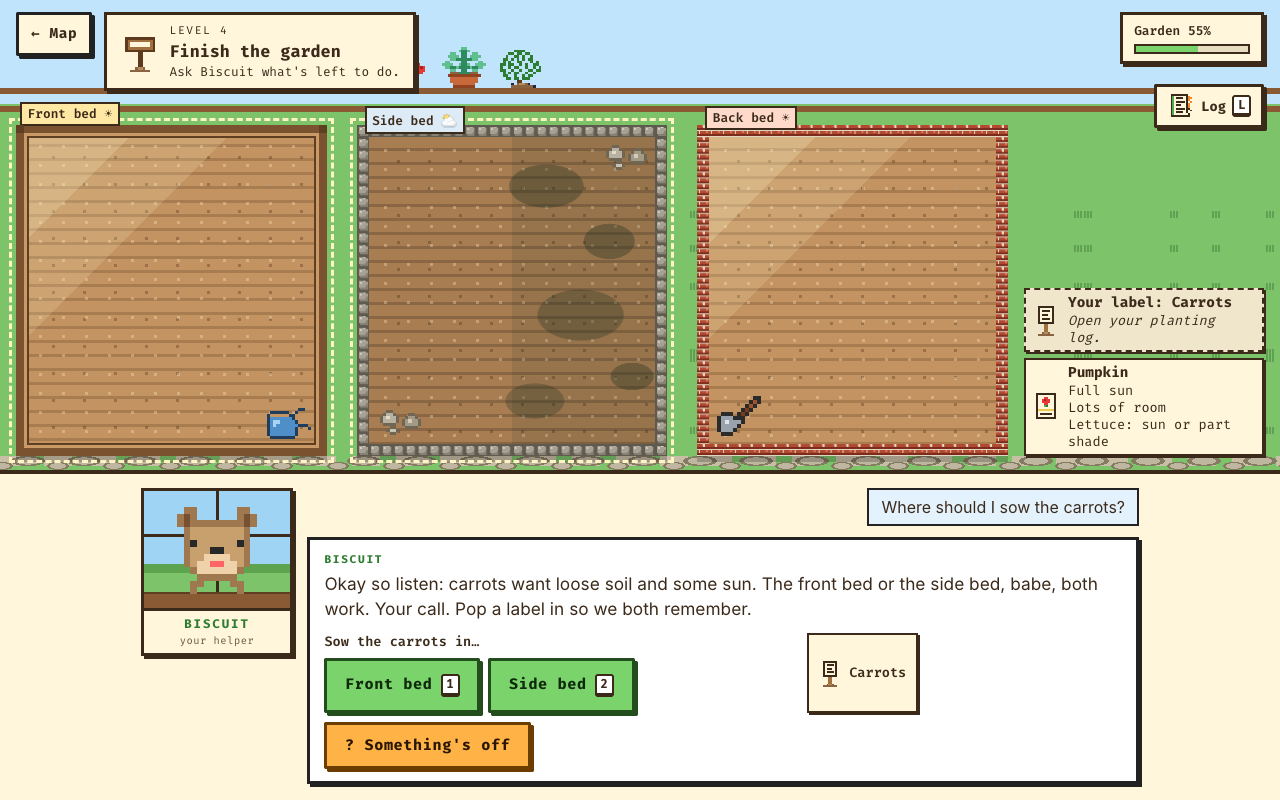 ← Map
LEVEL 4
Finish the garden
Ask Biscuit what's left to do.
Garden 55%
Log L
Front bed ☀
Side bed ⛅
Back bed ☀
Your label: Carrots
Open your planting
log.
Pumpkin
Full sun
Lots of room
Lettuce: sun or part
shade
Where should I sow the carrots?
BISCUIT
your helper
BISCUIT
Okay so listen: carrots want loose soil and some sun. The front bed or the side bed, babe, both
work. Your call. Pop a label in so we both remember.
Sow the carrots in…
Front bed 1
Side bed 2
Carrots
? Something's off